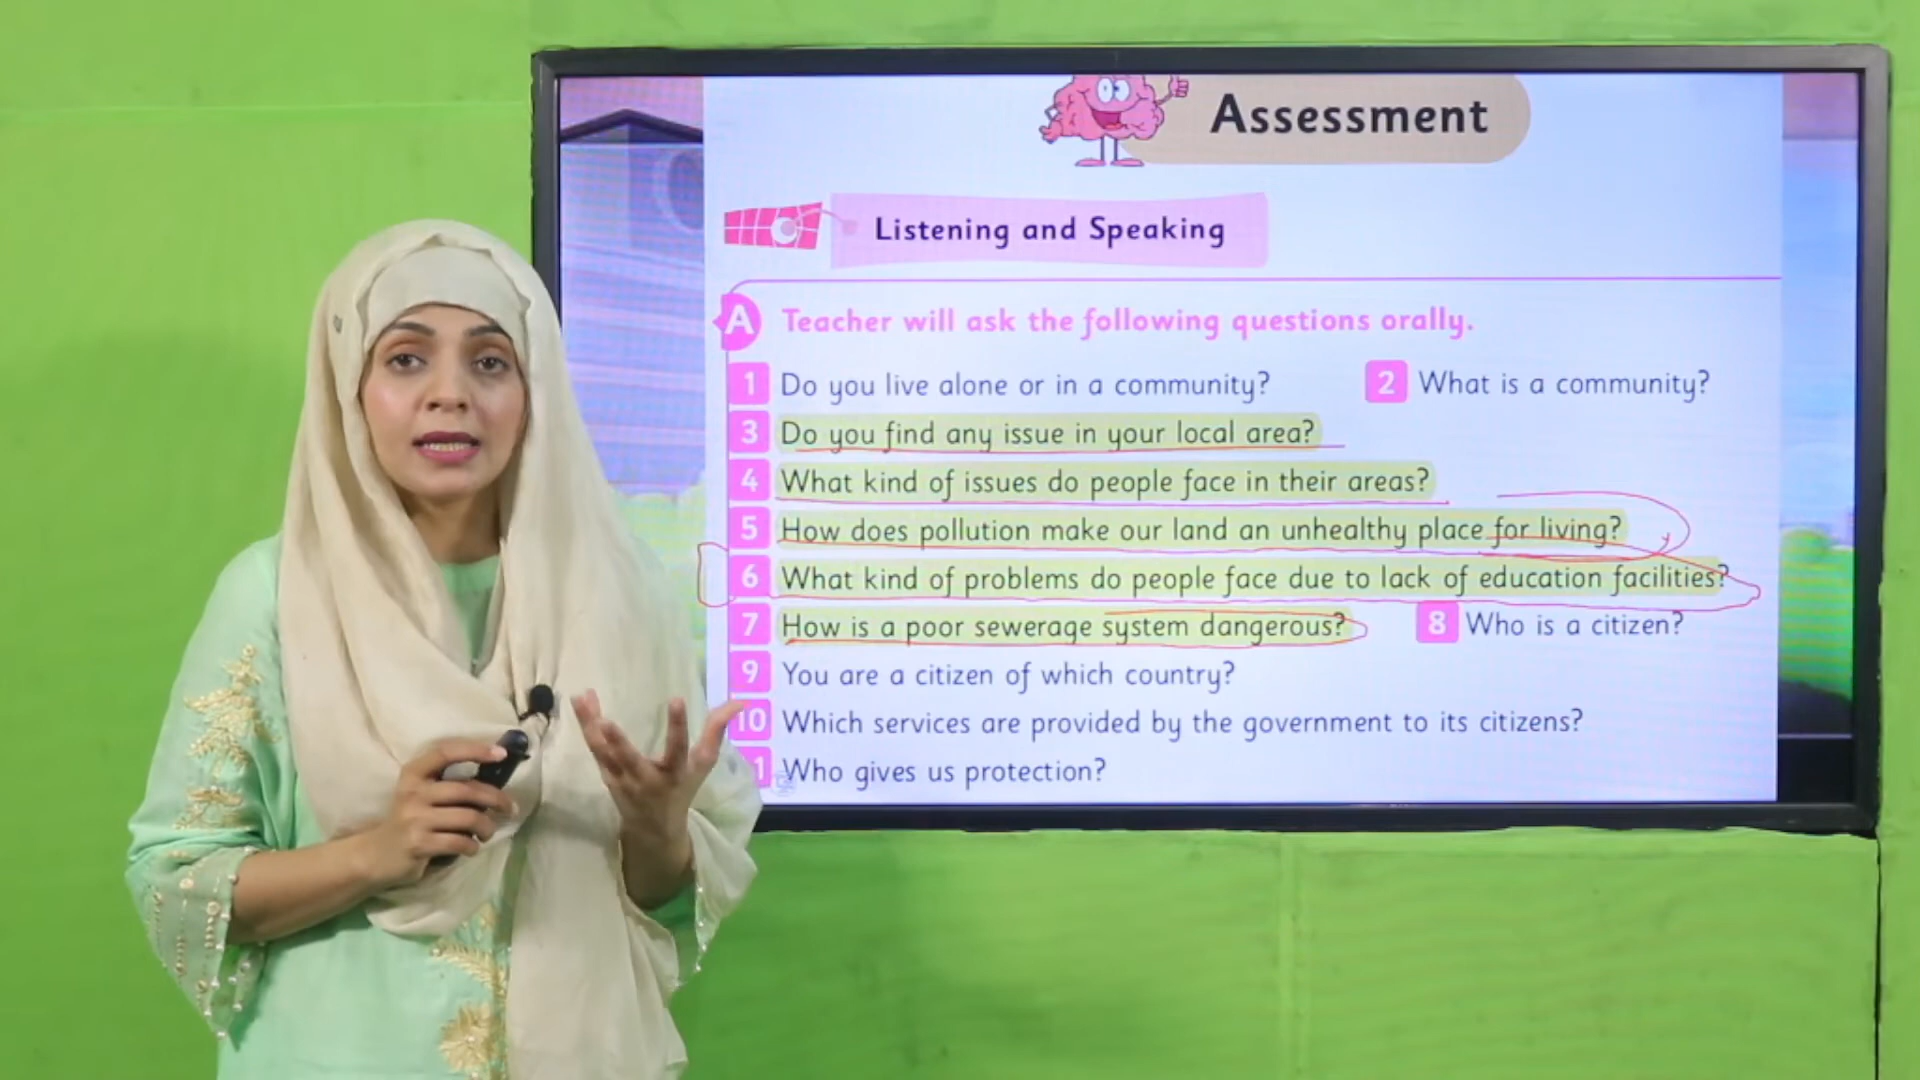 Assessment
Listening and Speaking
A Teacher will ask the following questions orally.
1 Do you live alone or in a community? 2 What is a community?
3 Do you find any issue in your local area?
4 What kind of issues do people face in their areas?
5 How does pollution make our land an unhealthy place for living?
6 What kind of problems do people face due to lack of education facilities?
7 How is a poor sewerage system dangerous? 8 Who is a citizen?
9 You are a citizen of which country?
10 Which services are provided by the government to its citizens?
1 Who gives us protection?